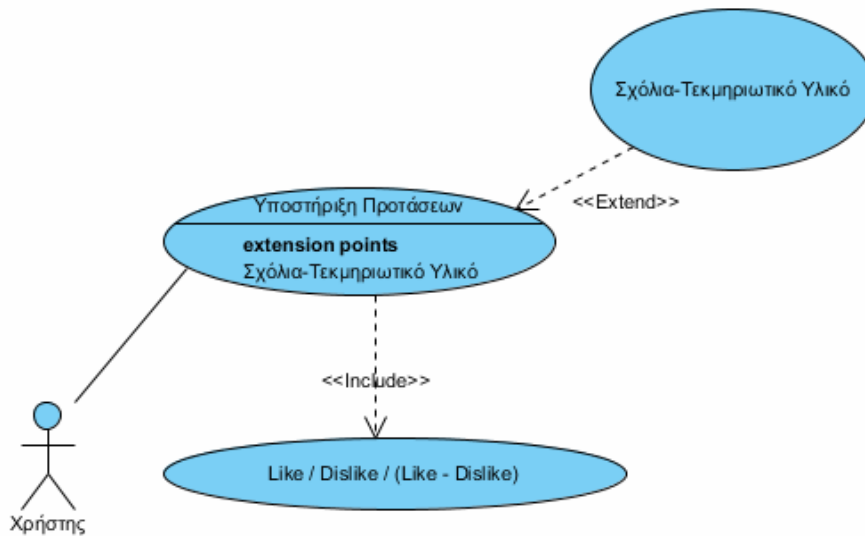 Σχόλια-Τεκμηριωτικό Υλικό
<<Extend>>
Υποστήριξη Προτάσεων
extension points
Σχόλια-Τεκμηριωτικό Υλικό
<<Include>>
Like / Dislike / (Like - Dislike)
Χρήστης